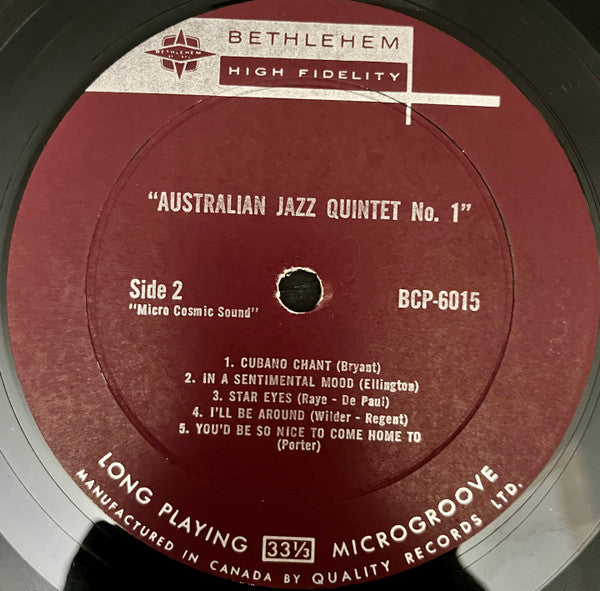 BETHLEHEM
BETHLEHEM
HIGH FIDELITY
"AUSTRALIAN JAZZ QUINTET No. 1"
Side 2
"Micro Cosmic Sound"
BCP-6015
1. CUBANO CHANT (Bryant)
2. IN A SENTIMENTAL MOOD (Ellington)
3. STAR EYES (Raye - De Paul)
4. I'LL BE AROUND (Wilder - Regent)
5. YOU'D BE SO NICE TO COME HOME TO
(Porter)
LONG PLAYING 33⅓ MICROGROOVE
MANUFACTURED IN CANADA BY QUALITY RECORDS LTD.